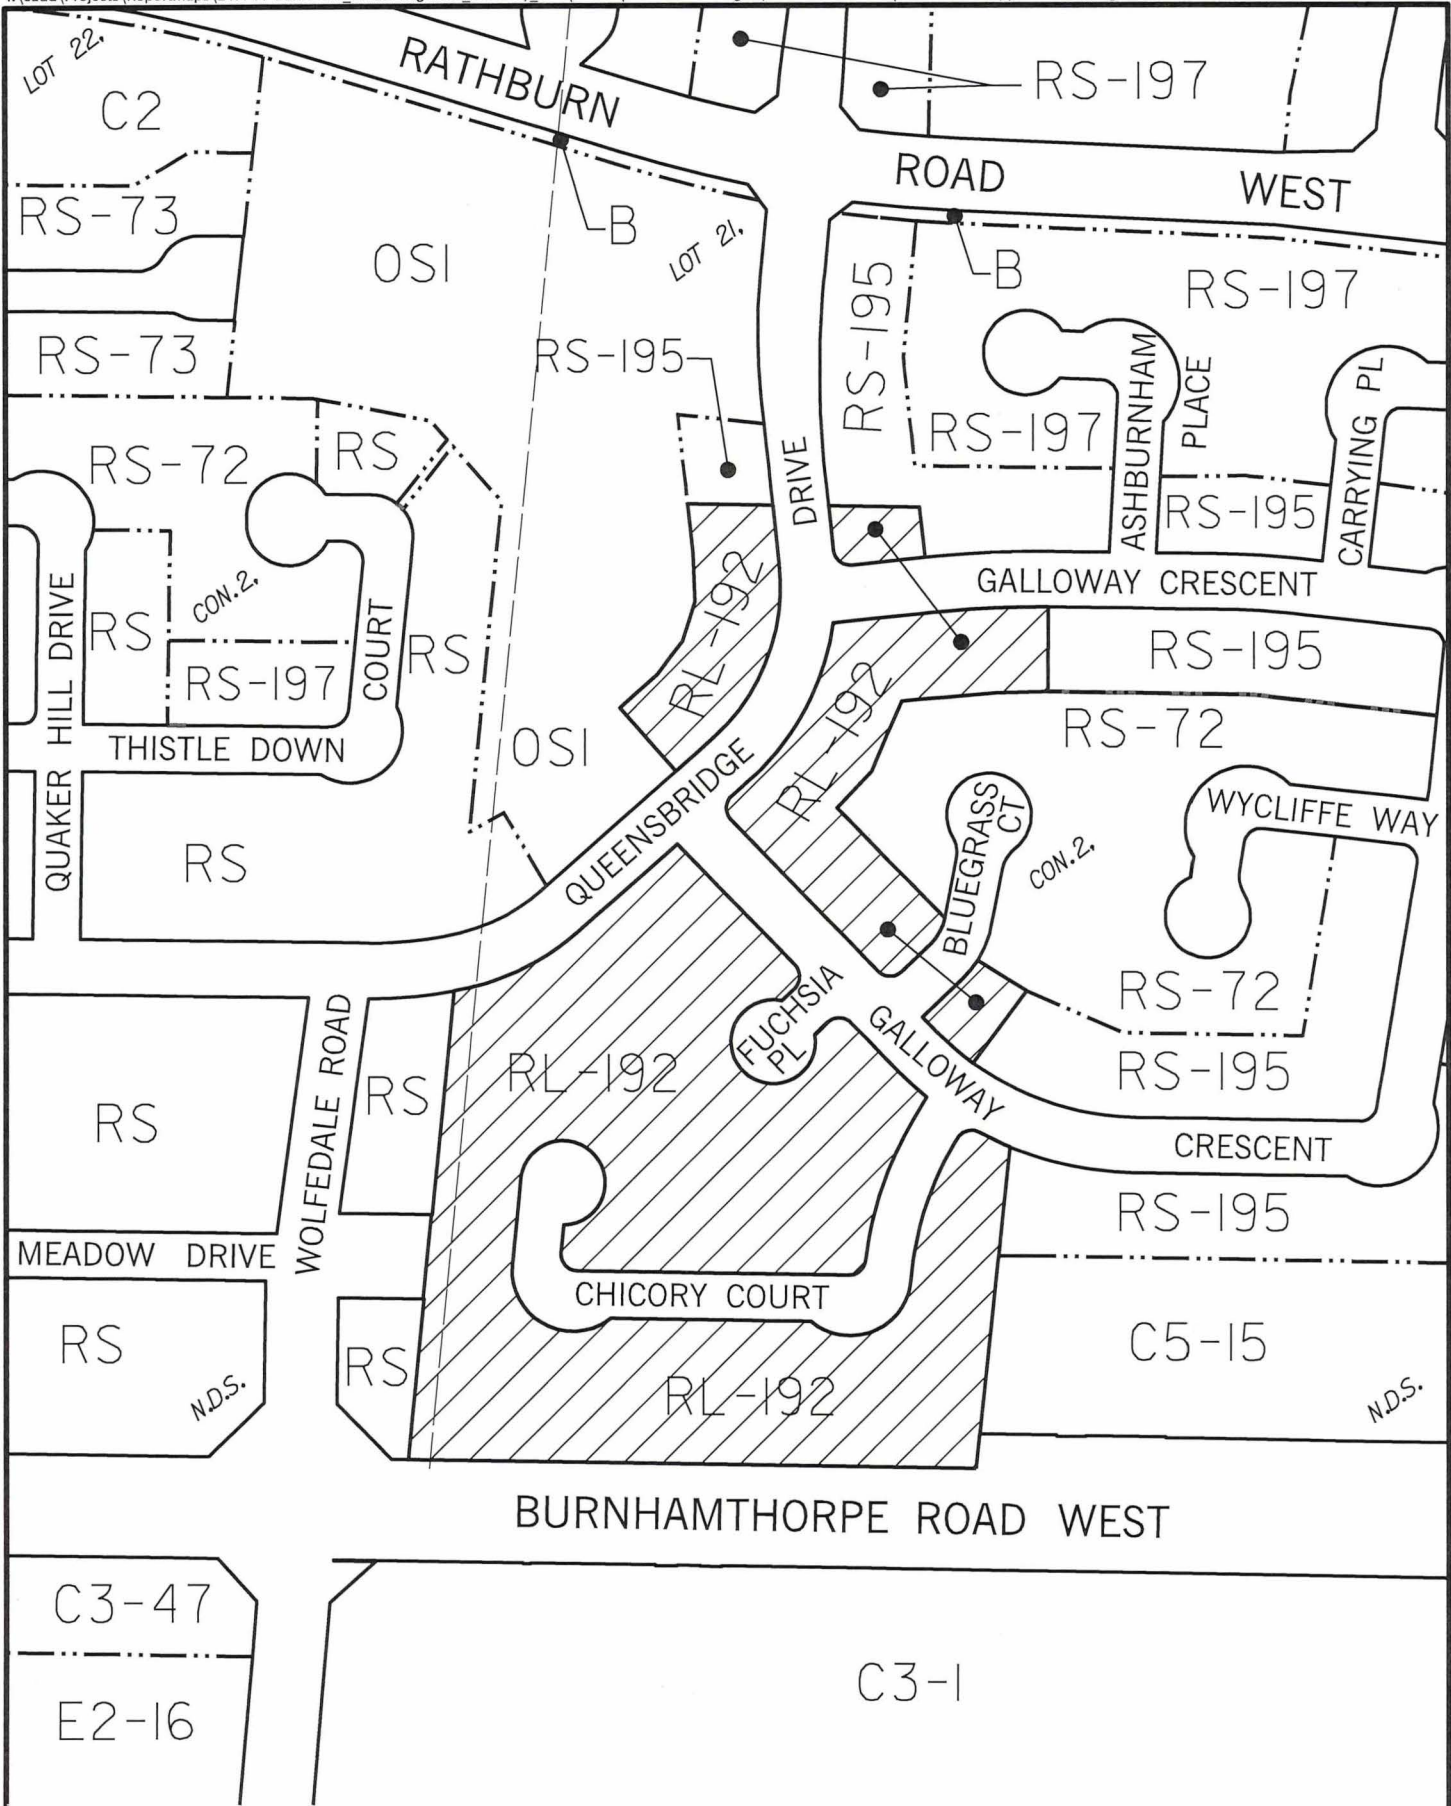 LOT 22,
C2
RATHBURN
RS-197
ROAD
WEST
RS-73
OS1
B
LOT 21,
RS-195
B
RS-197
RS-73
RS-195
RS-72
RS
DRIVE
RS-197
ASHBURNHAM
PLACE
CARRYING PL
RS-195
QUAKER HILL DRIVE
RS
CON.2,
RS-197
COURT
RS
THISTLE DOWN
RL-192
GALLOWAY CRESCENT
RS-195
RL-192
RS-72
OS1
QUEENSBRIDGE
BLUEGRASS
CT
CON.2,
WYCLIFFE WAY
RS
RS-72
FUCHSIA
PL
GALLOWAY
RS-195
RL-192
WOLFEDALE ROAD
RS
RS
CRESCENT
RS-195
MEADOW DRIVE
CHICORY COURT
RS
N.D.S.
RS
RL-192
C5-15
N.D.S.
BURNHAMTHORPE ROAD WEST
C3-47
C3-1
E2-16